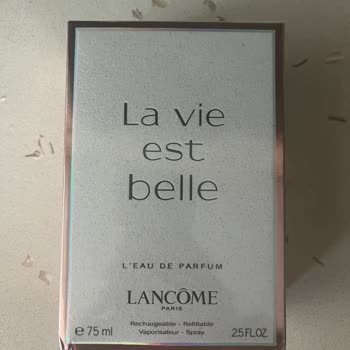 La vie
est
belle
L'EAU DE PARFUM
LANCÔME
PARIS
Rechargeable - Refillable
℮ 75 ml Vaporisateur - Spray 2.5 FL.OZ